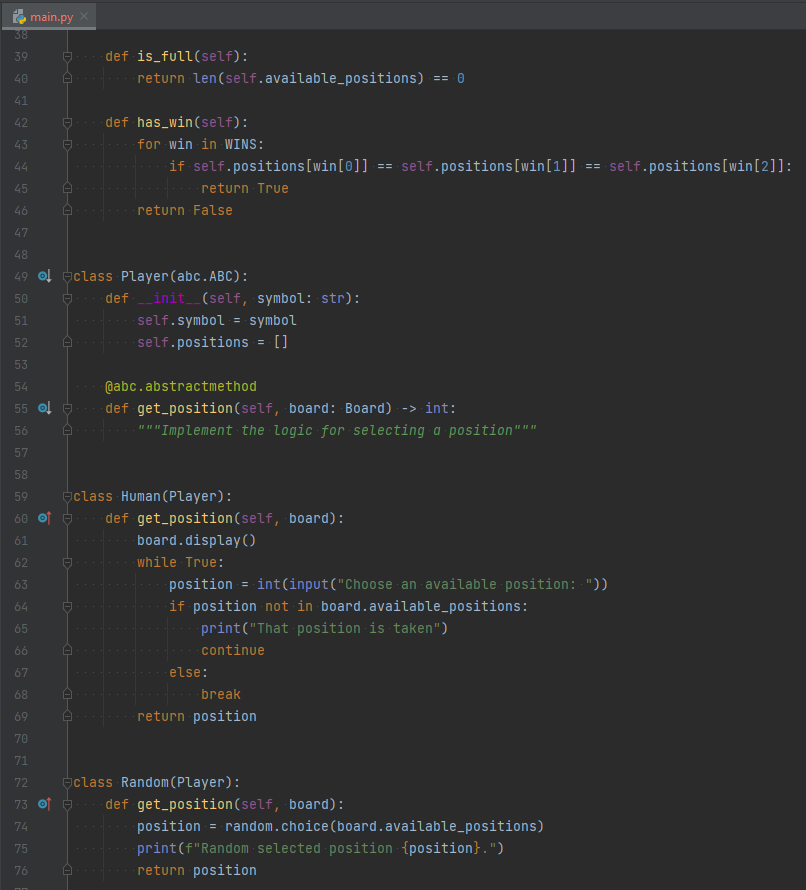 main.py
38
39 def is_full(self):
40 return len(self.available_positions) == 0
41
42 def has_win(self):
43 for win in WINS:
44 if self.positions[win[0]] == self.positions[win[1]] == self.positions[win[2]]:
45 return True
46 return False
47
48
49 class Player(abc.ABC):
50 def __init__(self, symbol: str):
51 self.symbol = symbol
52 self.positions = []
53
54 @abc.abstractmethod
55 def get_position(self, board: Board) -> int:
56 """Implement the logic for selecting a position"""
57
58
59 class Human(Player):
60 def get_position(self, board):
61 board.display()
62 while True:
63 position = int(input("Choose an available position: "))
64 if position not in board.available_positions:
65 print("That position is taken")
66 continue
67 else:
68 break
69 return position
70
71
72 class Random(Player):
73 def get_position(self, board):
74 position = random.choice(board.available_positions)
75 print(f"Random selected position {position}.")
76 return position